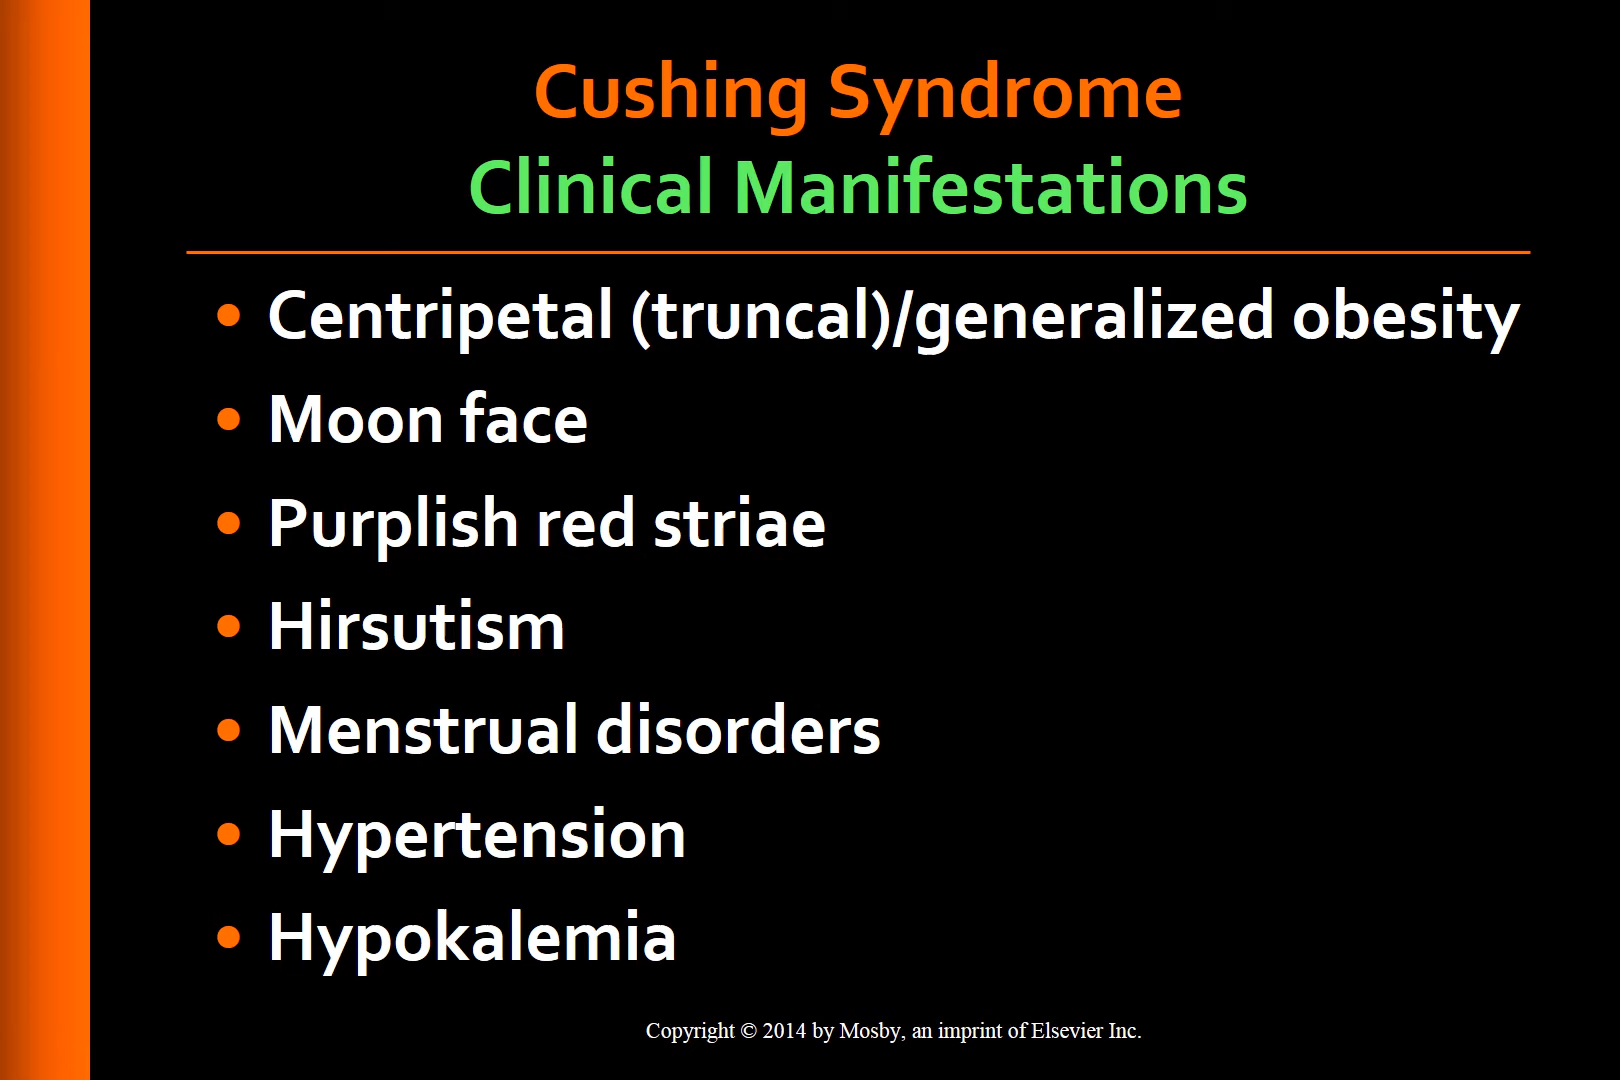 Cushing Syndrome
Clinical Manifestations
• Centripetal (truncal)/generalized obesity
• Moon face
• Purplish red striae
• Hirsutism
• Menstrual disorders
• Hypertension
• Hypokalemia
Copyright © 2014 by Mosby, an imprint of Elsevier Inc.